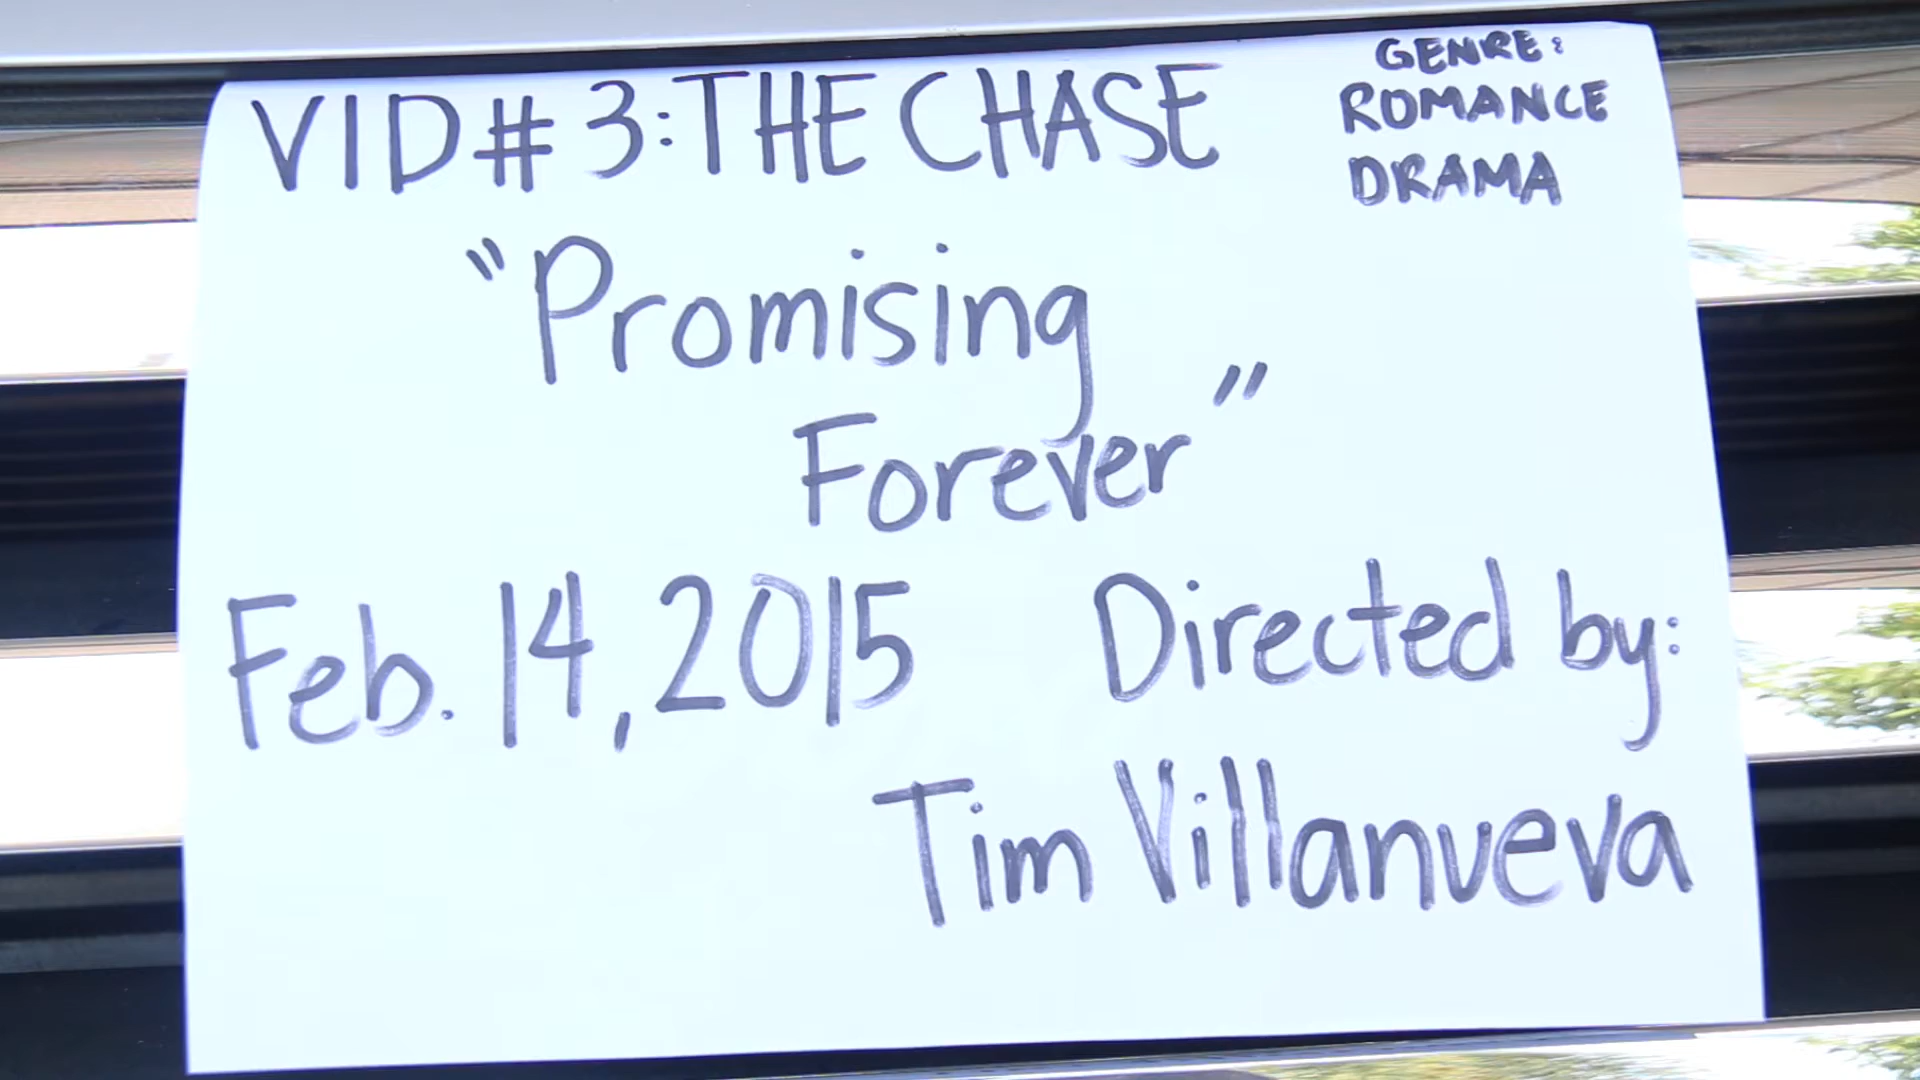 VID # 3: THE CHASE
GENRE:
ROMANCE
DRAMA
"Promising
Forever"
Feb. 14, 2015
Directed by:
Tim Villanueva